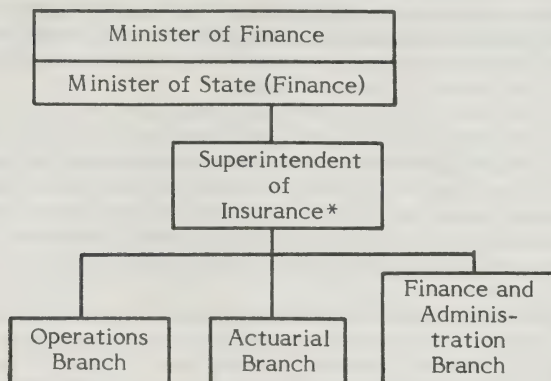 Minister of Finance
Minister of State (Finance)
Superintendent
of
Insurance*
Operations
Branch
Actuarial
Branch
Finance and
Adminis-
tration
Branch